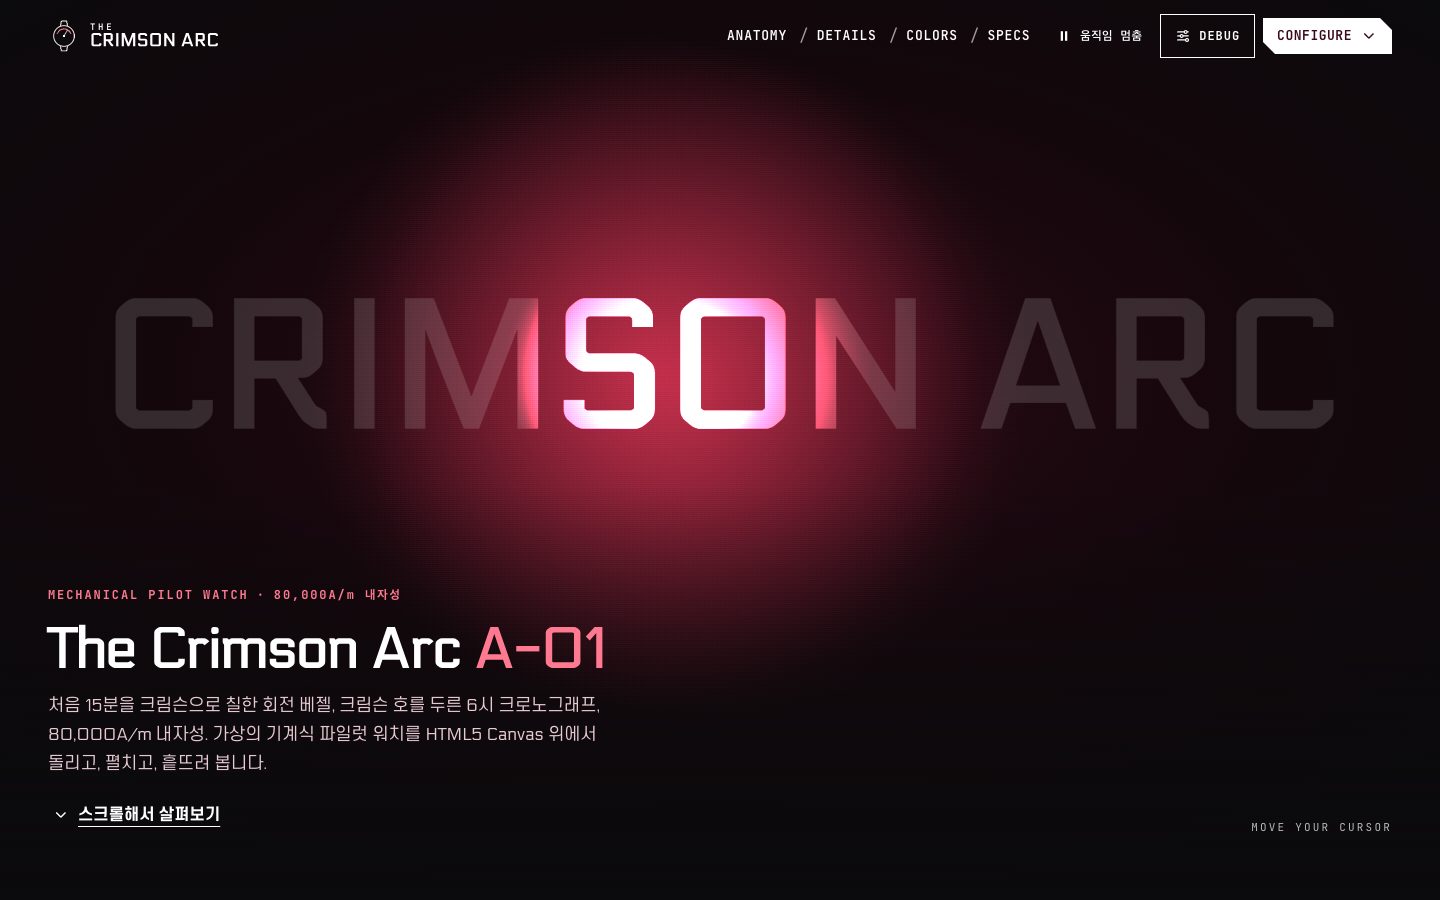 THE
CRIMSON ARC
ANATOMY / DETAILS / COLORS / SPECS
움직임 멈춤
DEBUG
CONFIGURE
CRIMSON ARC
MECHANICAL PILOT WATCH · 80,000A/m 내자성
The Crimson Arc A-01
처음 15분을 크림슨으로 칠한 회전 베젤, 크림슨 호를 두른 6시 크로노그래프,
80,000A/m 내자성. 가상의 기계식 파일럿 워치를 HTML5 Canvas 위에서
돌리고, 펼치고, 흩뜨려 봅니다.
스크롤해서 살펴보기
MOVE YOUR CURSOR